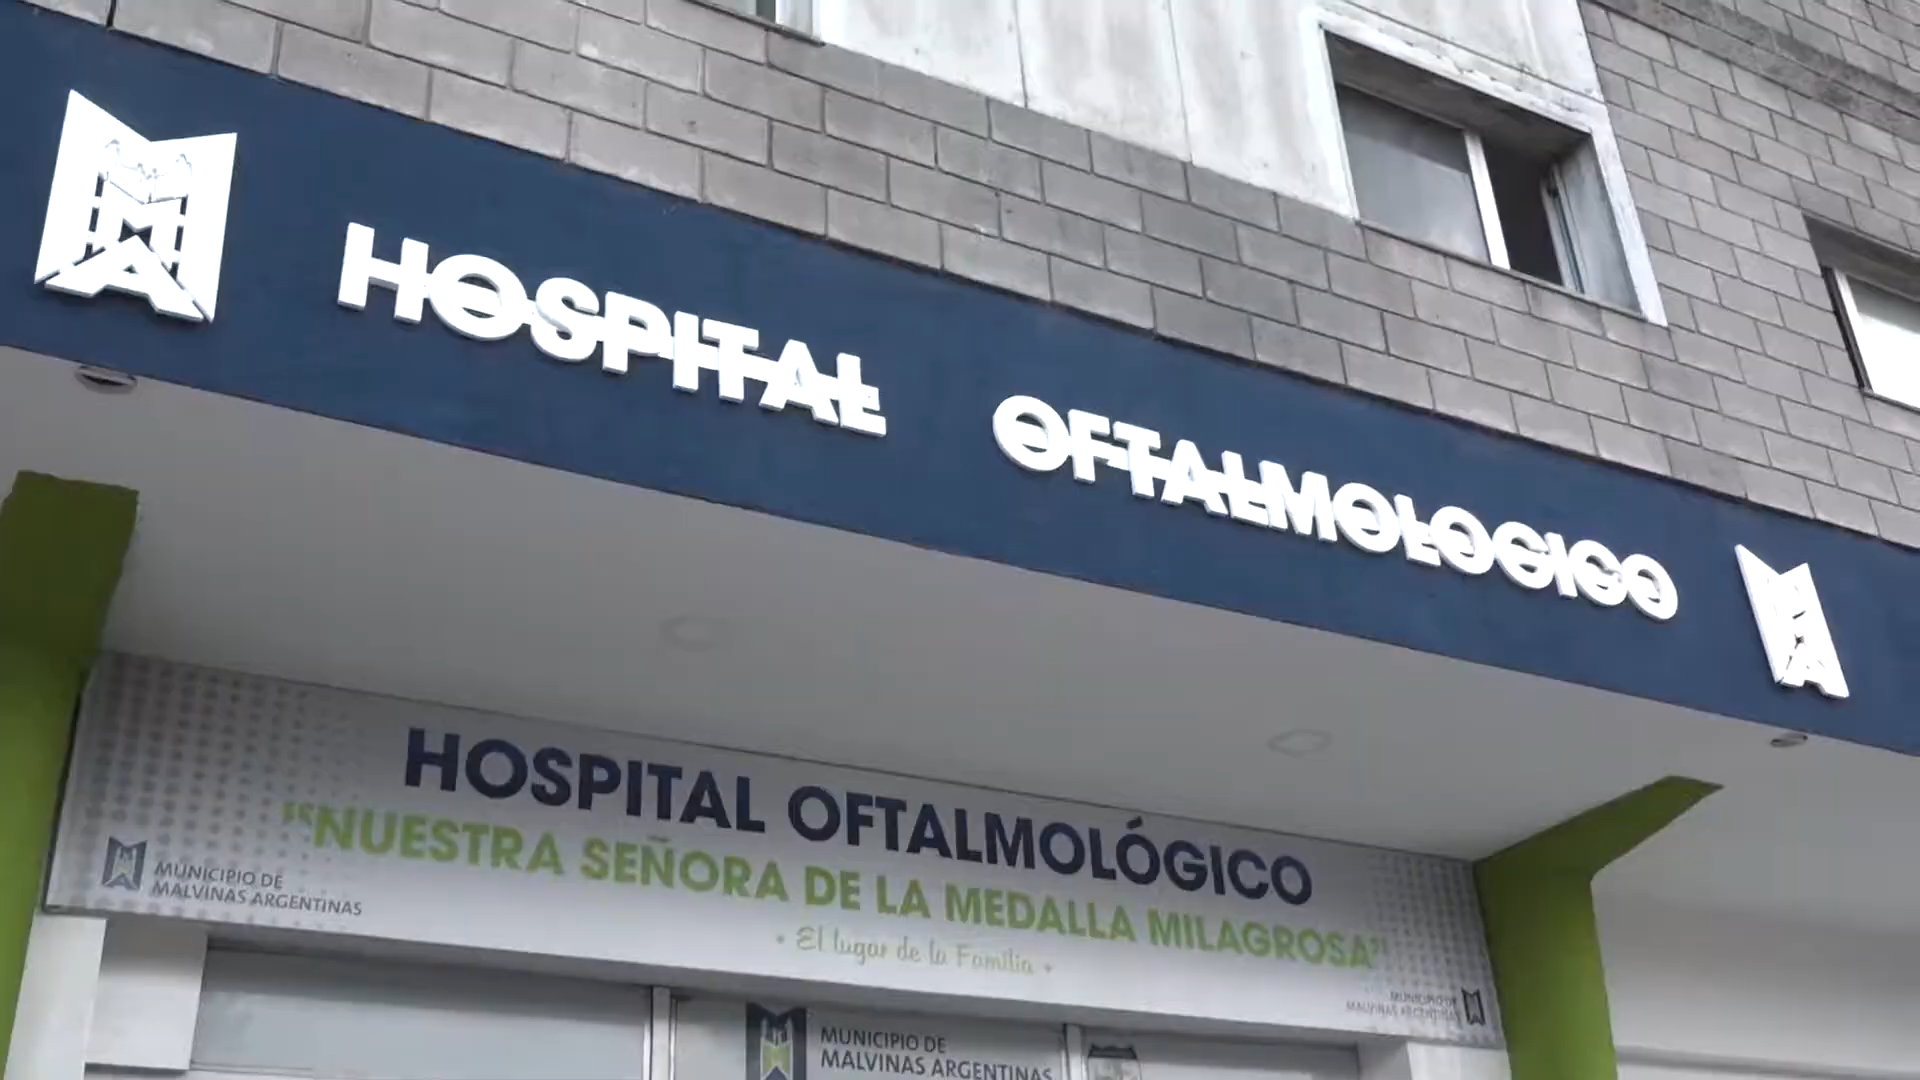 HOSPITAL OFTALMOLOGICO
HOSPITAL OFTALMOLÓGICO
"NUESTRA SEÑORA DE LA MEDALLA MILAGROSA"
• El lugar de la Familia •
MUNICIPIO DE
MALVINAS ARGENTINAS
MUNICIPIO DE
MALVINAS ARGENTINAS
MUNICIPIO DE
MALVINAS ARGENTINAS